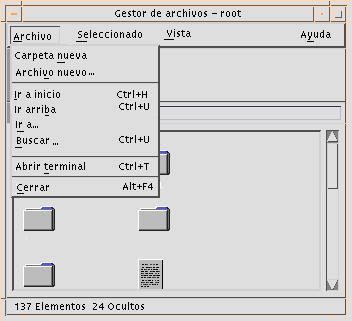 Gestor de archivos - root
Archivo Seleccionado Vista Ayuda
Carpeta nueva
Archivo nuevo...
Ir a inicio Ctrl+H
Ir arriba Ctrl+U
Ir a...
Buscar ... Ctrl+U
Abrir terminal Ctrl+T
Cerrar Alt+F4
137 Elementos 24 Ocultos